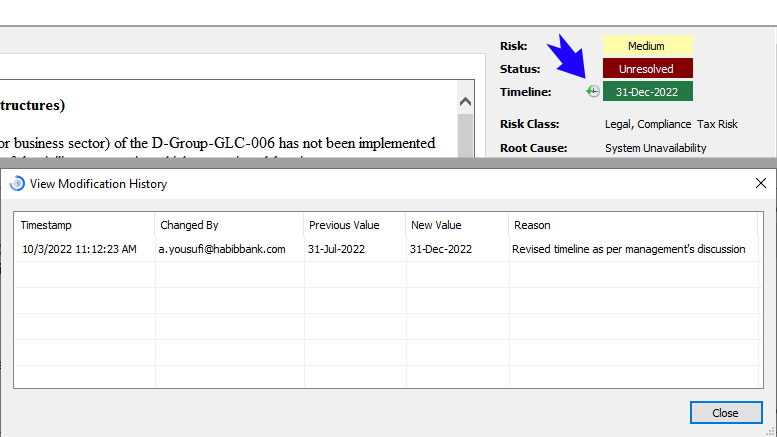 Risk: Medium
Status: Unresolved
Timeline: 31-Dec-2022
Risk Class: Legal, Compliance Tax Risk
Root Cause: System Unavailability
tructures)
or business sector) of the D-Group-GLC-006 has not been implemented
View Modification History
Timestamp Changed By Previous Value New Value Reason
10/3/2022 11:12:23 AM a.yousufi@habibbank.com 31-Jul-2022 31-Dec-2022 Revised timeline as per management's discussion
Close